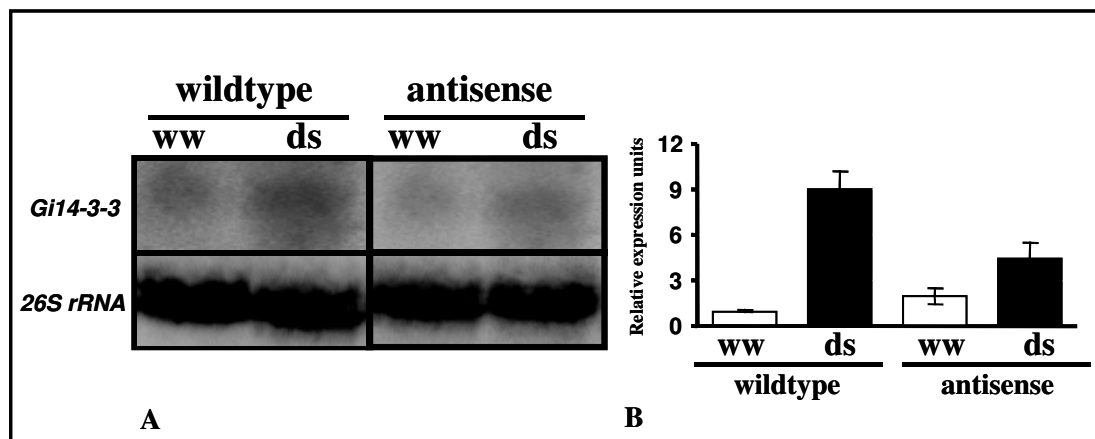 wildtype antisense
ww ds ww ds
Gi14-3-3
26S rRNA
A
Relative expression units
12
9
6
3
0
ww ds ww ds
wildtype antisense
B